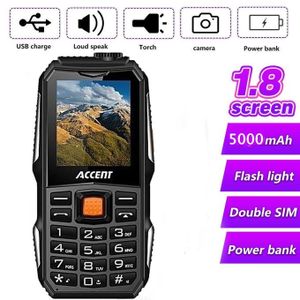 USB charge
Loud speak
Torch
camera
Power bank
1.8
screen
5000mAh
Flash light
Double SIM
Power bank
ACCENT